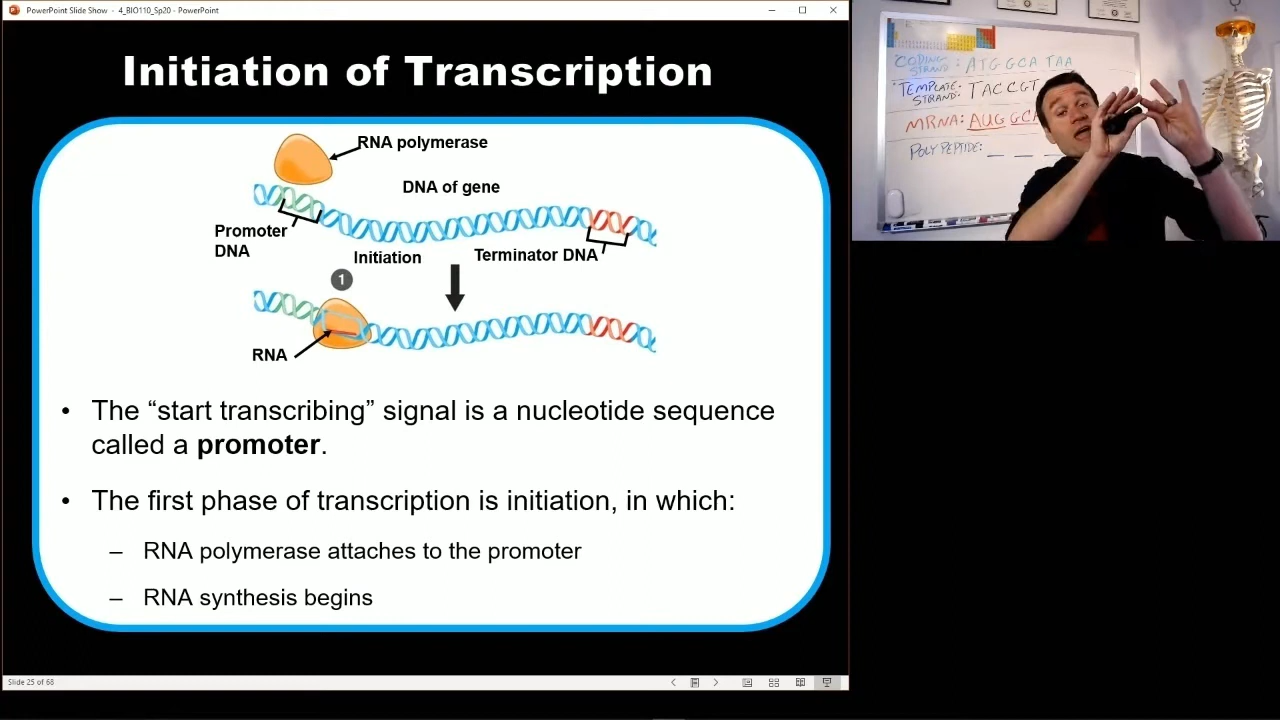 PowerPoint Slide Show - 4_BIO110_Sp20 - PowerPoint
Initiation of Transcription
RNA polymerase
DNA of gene
Promoter
DNA
Initiation
Terminator DNA
1
RNA
• The “start transcribing” signal is a nucleotide sequence
called a promoter.
• The first phase of transcription is initiation, in which:
– RNA polymerase attaches to the promoter
– RNA synthesis begins
Slide 25 of 68
CODING
STRAND: ATG GCA TAA
TEMPLATE
STRAND: TAC CGT
MRNA: AUG GCA
POLYPEPTIDE: